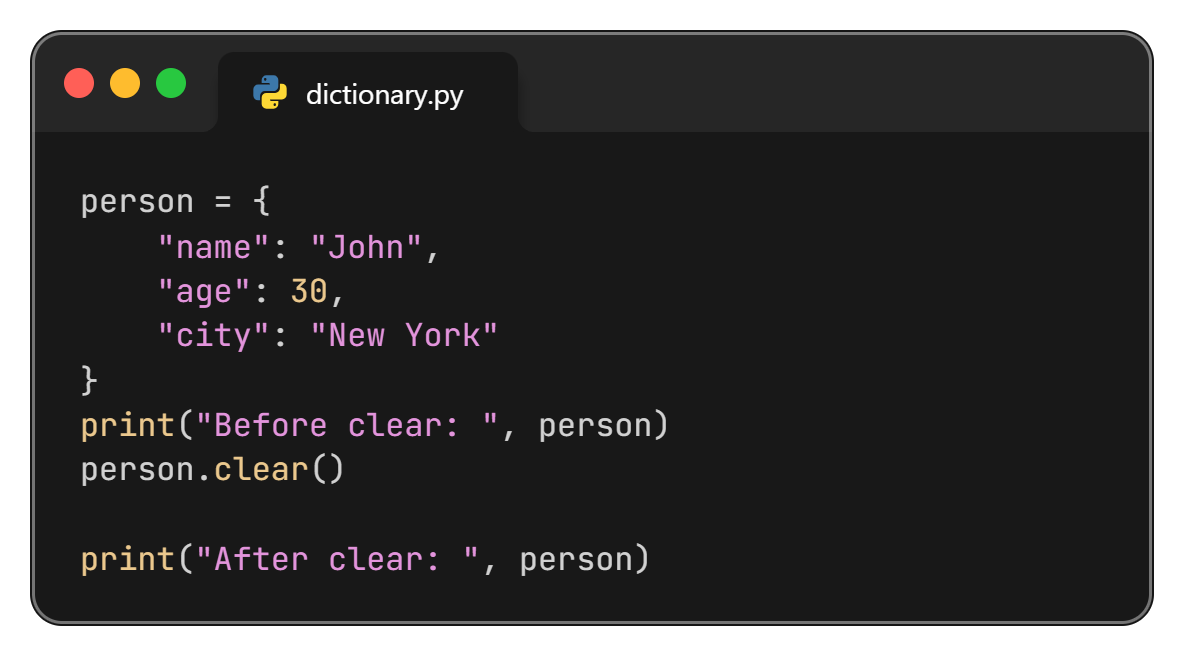 dictionary.py
person = {
    "name": "John",
    "age": 30,
    "city": "New York"
}
print("Before clear: ", person)
person.clear()

print("After clear: ", person)